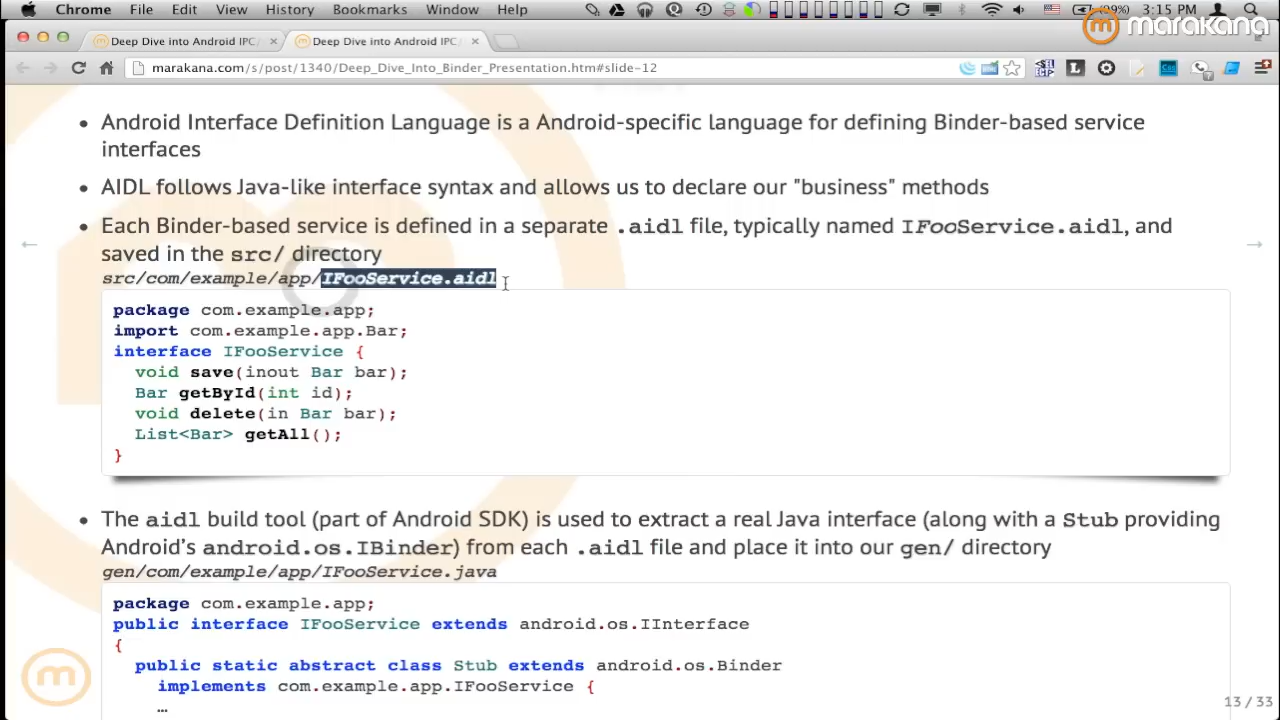 Chrome File Edit View History Bookmarks Window Help
(99%) 3:15 PM
marakana
Deep Dive into Android IPC/
Deep Dive into Android IPC/
marakana.com/s/post/1340/Deep_Dive_Into_Binder_Presentation.htm#slide-12
• Android Interface Definition Language is a Android-specific language for defining Binder-based service
interfaces
• AIDL follows Java-like interface syntax and allows us to declare our "business" methods
• Each Binder-based service is defined in a separate .aidl file, typically named IFooService.aidl, and
saved in the src/ directory
src/com/example/app/IFooService.aidl
package com.example.app;
import com.example.app.Bar;
interface IFooService {
void save(inout Bar bar);
Bar getById(int id);
void delete(in Bar bar);
List<Bar> getAll();
}
• The aidl build tool (part of Android SDK) is used to extract a real Java interface (along with a Stub providing
Android’s android.os.IBinder) from each .aidl file and place it into our gen/ directory
gen/com/example/app/IFooService.java
package com.example.app;
public interface IFooService extends android.os.IInterface
{
public static abstract class Stub extends android.os.Binder
implements com.example.app.IFooService {
…
13 / 33